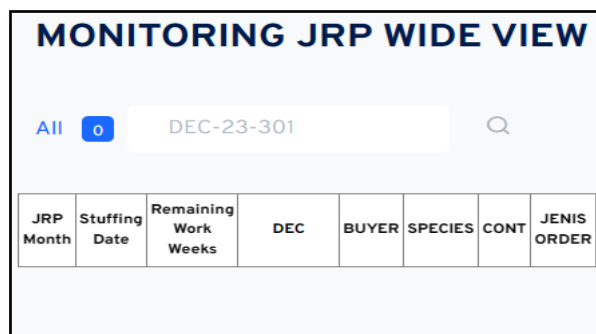 MONITORING JRP WIDE VIEW
All 0 DEC-23-301
JRP Month Stuffing Date Remaining Work Weeks DEC BUYER SPECIES CONT JENIS ORDER